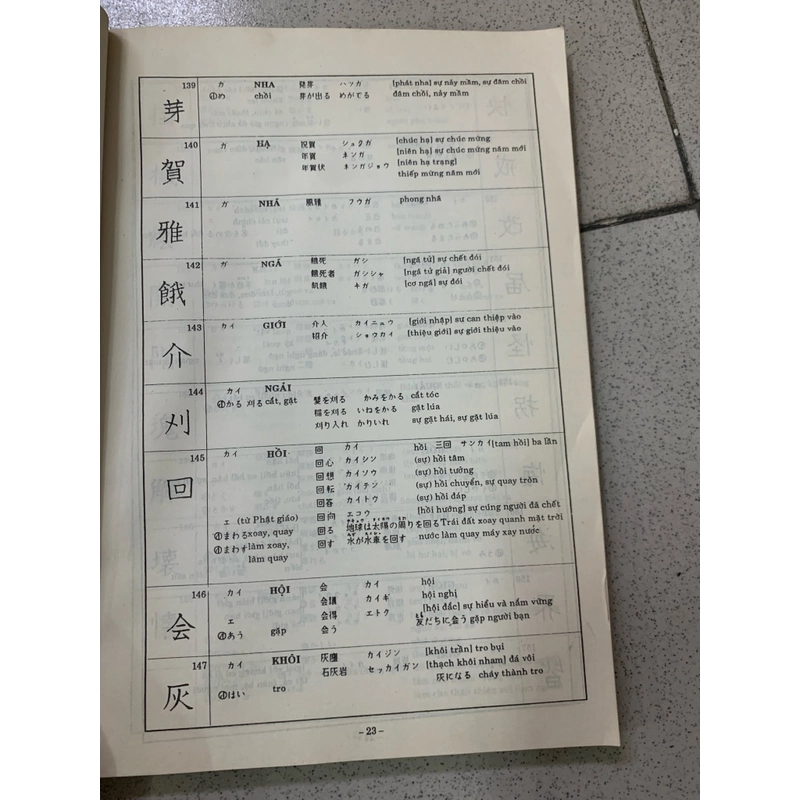 139 ガ NHA 発芽 ハツガ [phát nha] sự nảy mầm, sự đâm chồi
芽 ㊖め chồi 芽が出る めがでる đâm chồi, nảy mầm
140 ガ HẠ 祝賀 シュクガ [chúc hạ] sự chúc mừng
賀 年賀 ネンガ [niên hạ] sự chúc mừng năm mới
年賀状 ネンガジョウ [niên hạ trạng]
thiếp mừng năm mới
141 ガ NHÃ 風雅 フウガ phong nhã
雅
142 ガ NGẠ 餓死 ガシ [ngã tử] sự chết đói
餓 餓死者 ガシシャ [ngã tử giả] người chết đói
飢餓 キガ [cơ ngã] sự đói
143 カイ GIỚI 介入 カイニュウ [giới nhập] sự can thiệp vào
介 紹介 ショウカイ [thiệu giới] sự giới thiệu vào
144 カイ NGẢI
刈 ㊖かる 刈る cắt, gặt 髪を刈る かみをかる cắt tóc
稲を刈る いねをかる gặt lúa
刈り入れ かりいれ sự gặt hái, sự gặt lúa
145 カイ HỒI 回 カイ hồi 三回 サンカイ [tam hồi] ba lần
回 回心 カイシン (sự) hồi tâm
回想 カイソウ (sự) hồi tưởng
回転 カイテン (sự) hồi chuyển, sự quay tròn
回答 カイトウ (sự) hồi đáp
エ (từ Phật giáo) 回向 エコウ [hồi hướng] sự cúng người đã chết
㊖まわる xoay, quay 回る 地球は太陽の周りを回る Trái đất xoay quanh mặt trời
㊖まわす làm xoay, 回す 水が水車を回す nước làm quay máy xay nước
làm quay
146 カイ HỘI 会 カイ hội
会 会議 カイギ hội nghị
エ 会得 エトク [hội đắc] sự hiểu và nắm vững
㊖あう gặp 会う 友だちに会う gặp người bạn
147 カイ KHÔI 灰塵 カイジン [khôi trần] tro bụi
灰 石灰岩 セッカイガン [thạch khôi nham] đá vôi
㊖はい tro 灰になる cháy thành tro
- 23 -